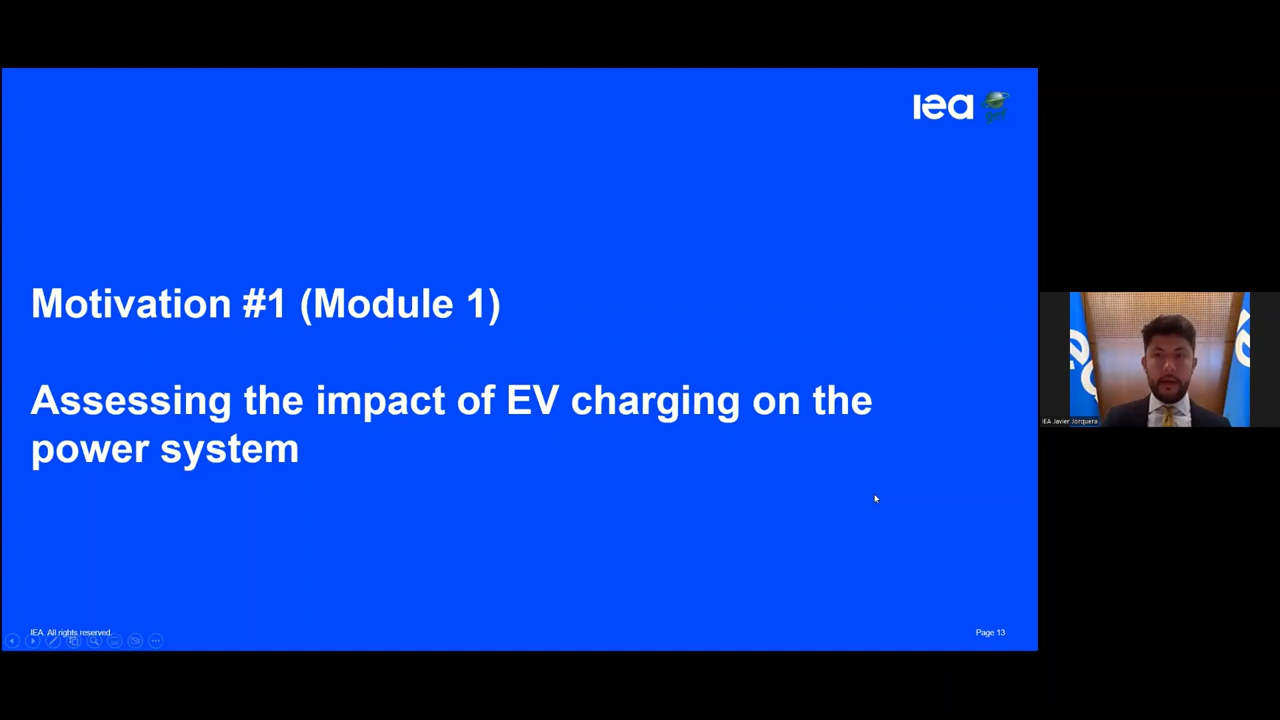 iea gef
Motivation #1 (Module 1)
Assessing the impact of EV charging on the
power system
IEA Javier Jorquera
IEA. All rights reserved.
Page 13